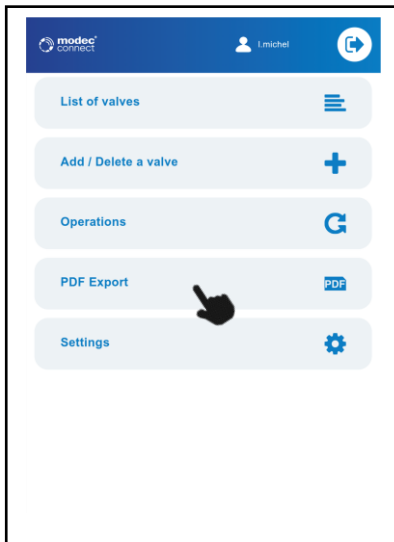 modec
connect
l.michel
List of valves
Add / Delete a valve
Operations
PDF Export
PDF
Settings